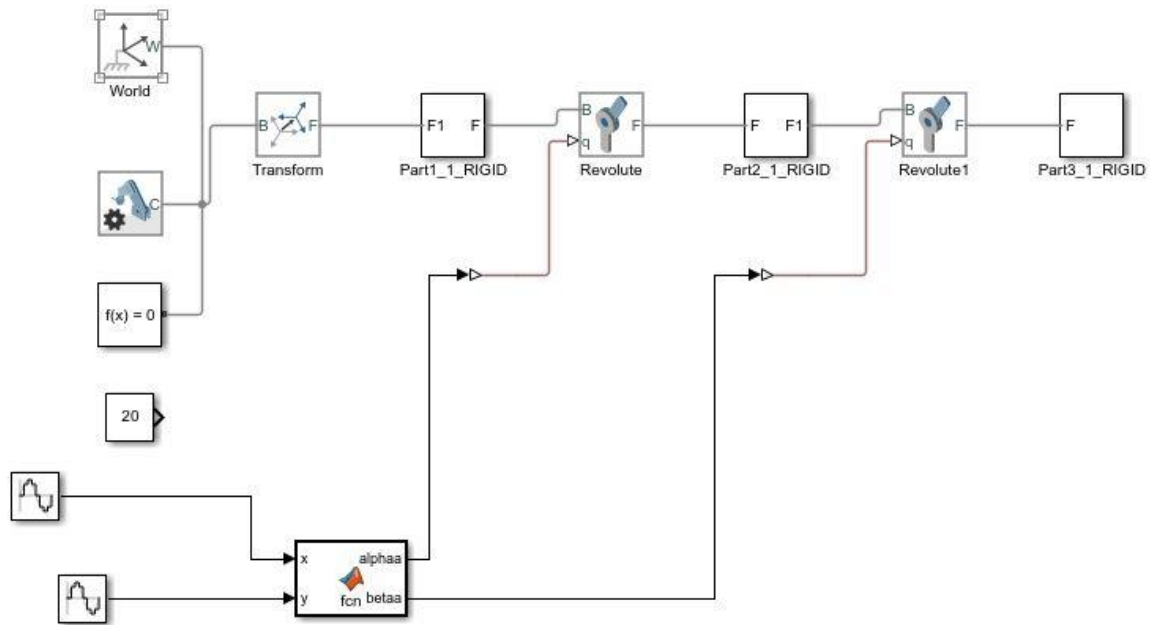 W
World
B F
Transform
F1 F
Part1_1_RIGID
B F
q
Revolute
F F1
Part2_1_RIGID
B F
q
Revolute1
F
Part3_1_RIGID
C
f(x) = 0
20
x alphaa
y betaa
fcn